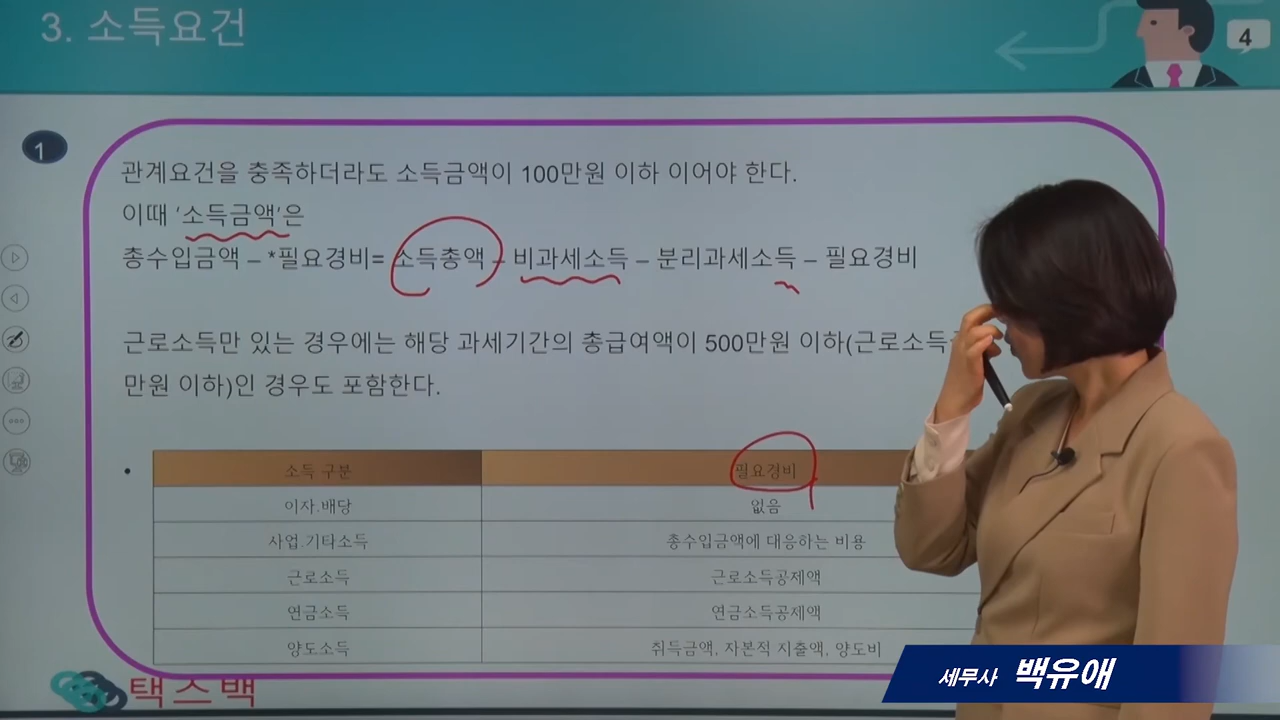 3. 소득요건
4
1
관계요건을 충족하더라도 소득금액이 100만원 이하 이어야 한다.
이때 '소득금액'은
총수입금액 – *필요경비= 소득총액 – 비과세소득 – 분리과세소득 – 필요경비
근로소득만 있는 경우에는 해당 과세기간의 총급여액이 500만원 이하(근로소득
만원 이하)인 경우도 포함한다.
• 소득 구분 필요경비
이자.배당 없음
사업.기타소득 총수입금액에 대응하는 비용
근로소득 근로소득공제액
연금소득 연금소득공제액
양도소득 취득금액, 자본적 지출액, 양도비
택스백
세무사 백유애